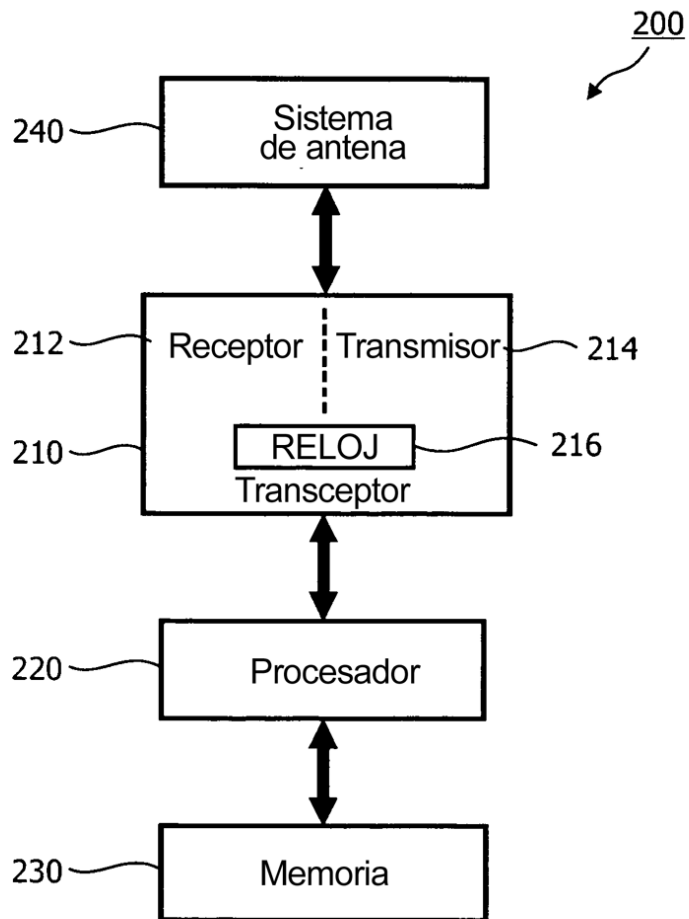 200
240
Sistema
de antena
212
Receptor
Transmisor
214
210
RELOJ
216
Transceptor
220
Procesador
230
Memoria